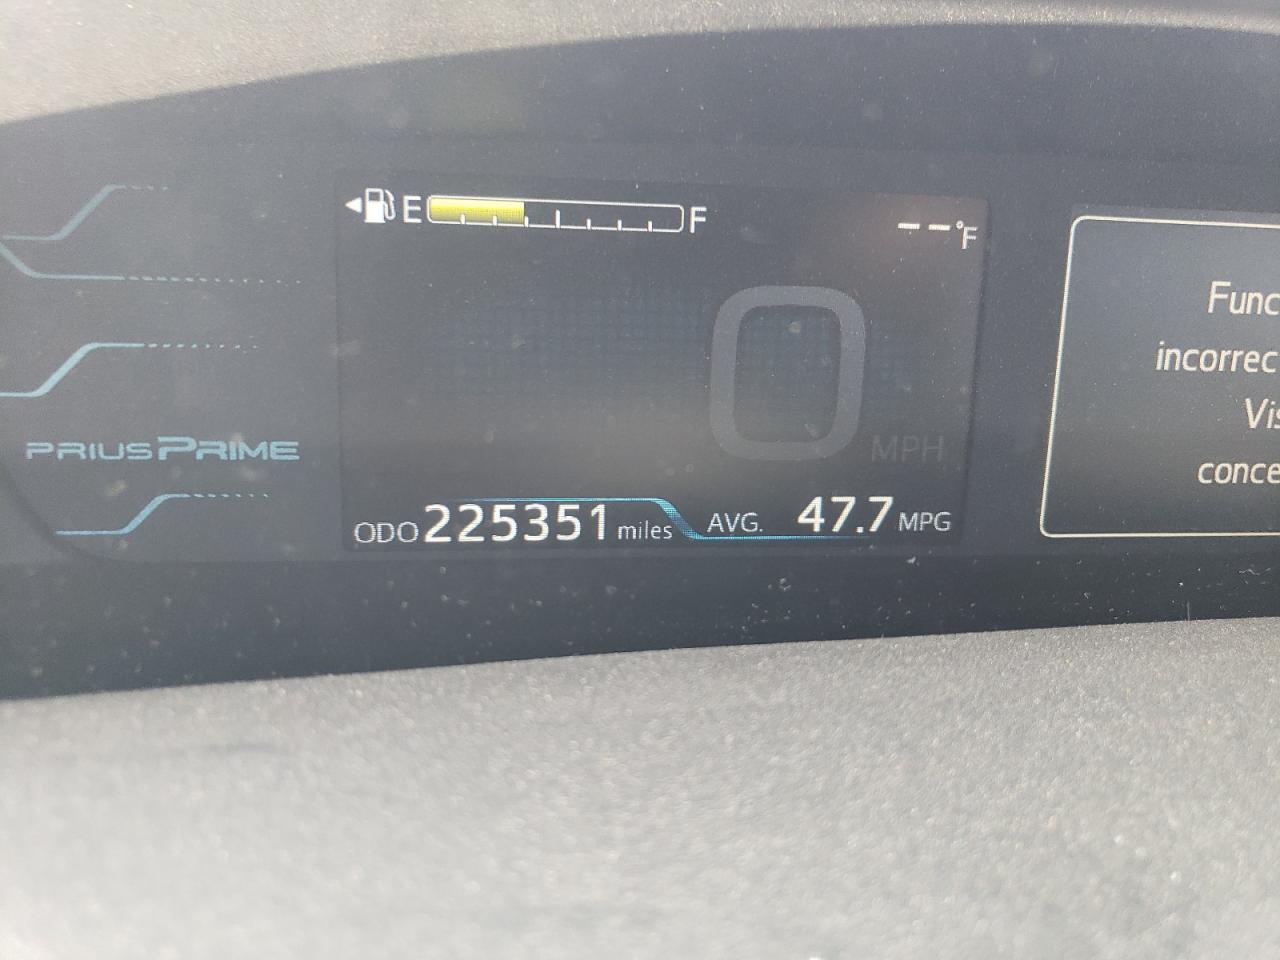 E F
-- °F
0
MPH
PRIUS PRIME
ODO 225351 miles AVG. 47.7 MPG
Func
incorrec
Vis
conce